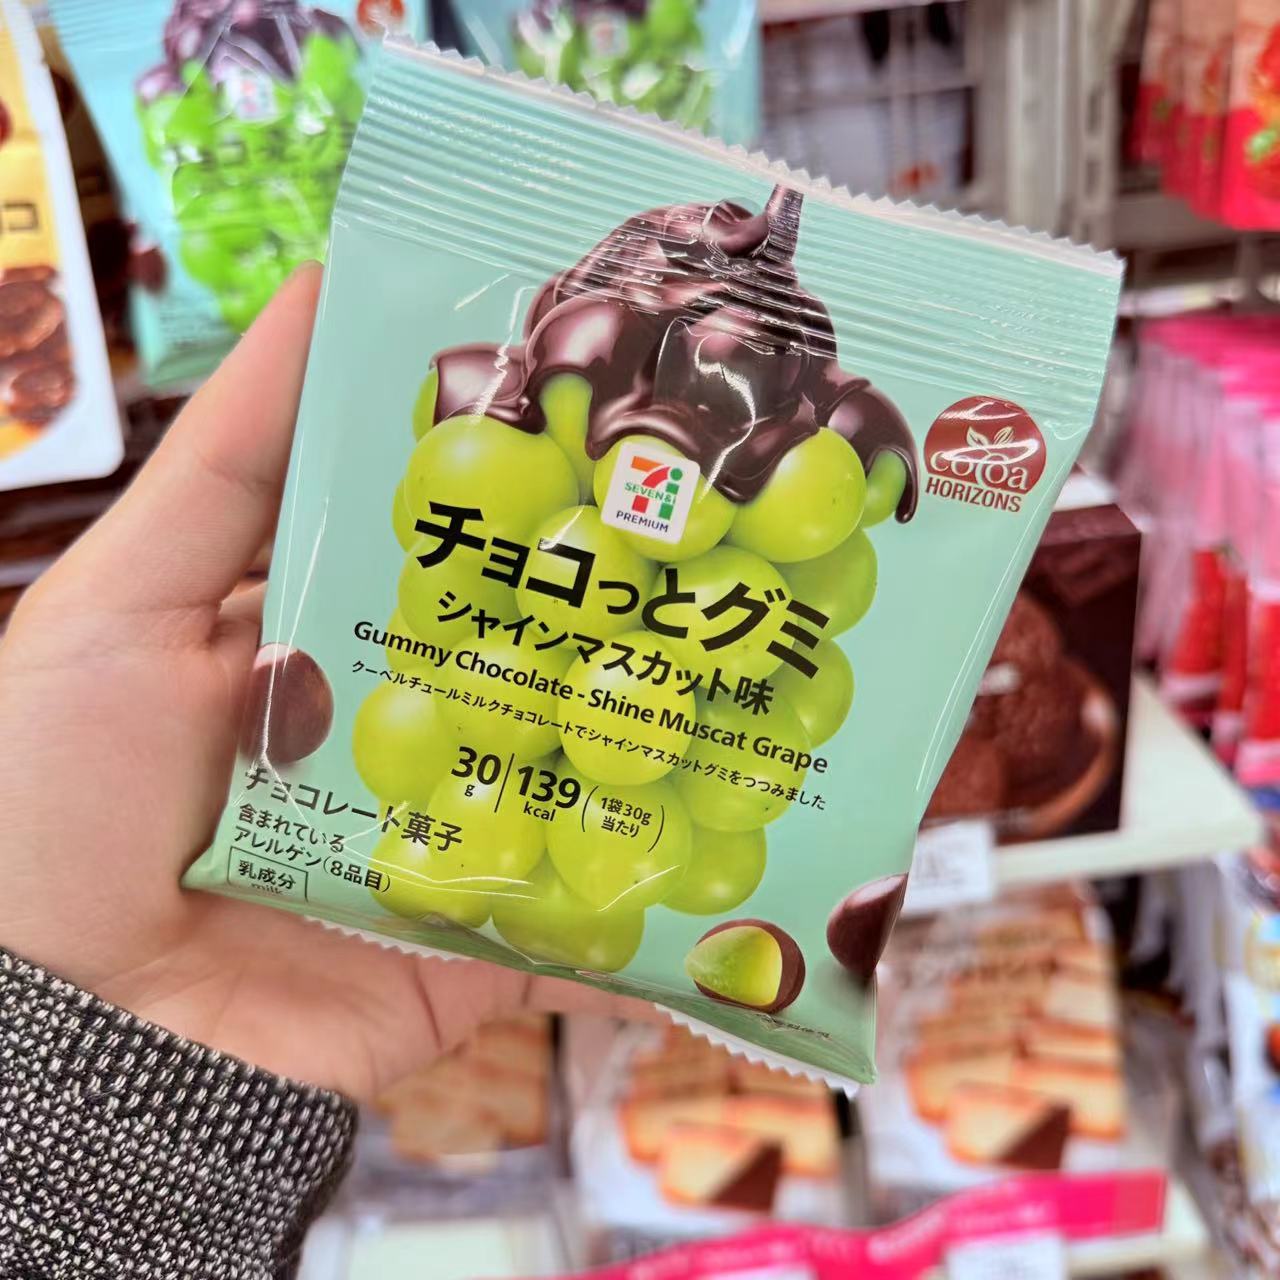 cocoa
HORIZONS
7i
SEVEN&i
PREMIUM
チョコっとグミ
シャインマスカット味
Gummy Chocolate - Shine Muscat Grape
クーベルチュールミルクチョコレートでシャインマスカットグミをつつみました
30g 139kcal (1袋30g当たり)
チョコレート菓子
含まれている
アレルゲン(8品目)
乳成分
milk